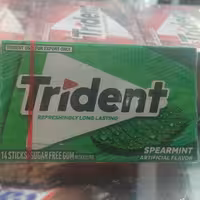 Trident
REFRESHINGLY LONG LASTING
SPEARMINT
ARTIFICIAL FLAVOR
14 STICKS SUGAR FREE GUM